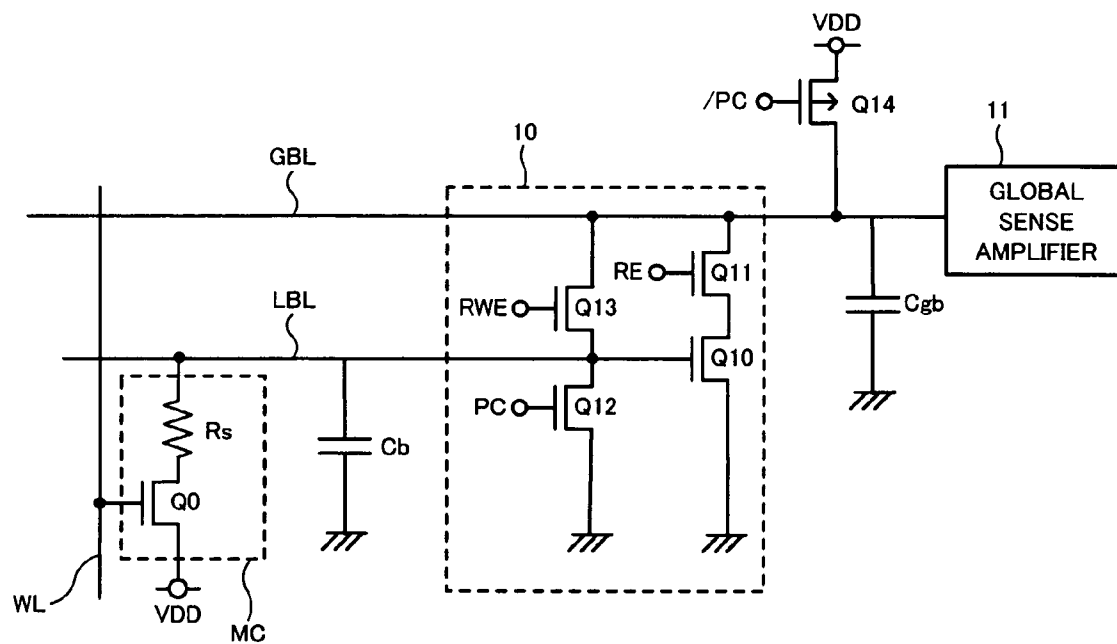 VDD
/PC
Q14
11
10
GBL
GLOBAL
SENSE
AMPLIFIER
RE
Q11
RWE
Q13
LBL
Cgb
Q10
PC
Q12
Rs
Cb
Q0
WL
VDD
MC